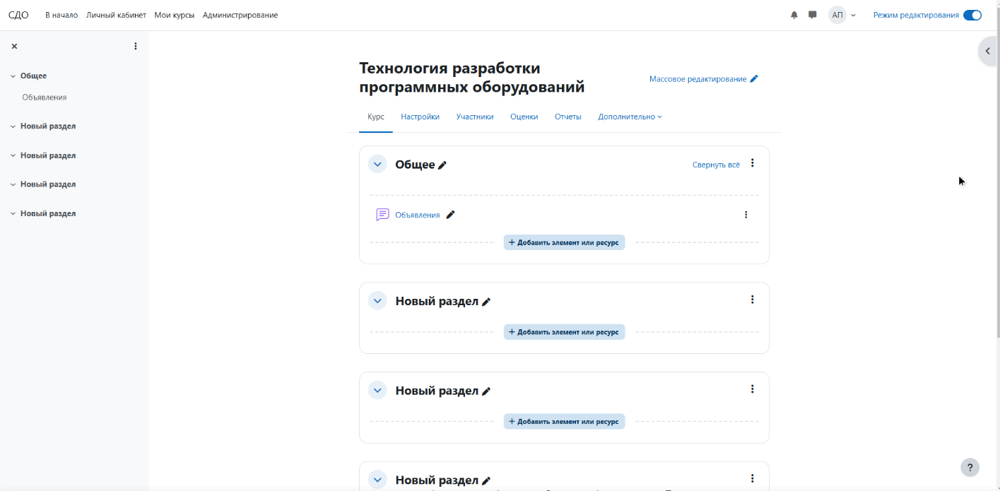 СДО В начало Личный кабинет Мои курсы Администрирование АП Режим редактирования
Общее
Объявления
Новый раздел
Новый раздел
Новый раздел
Новый раздел
Технология разработки
программных оборудований
Массовое редактирование
Курс Настройки Участники Оценки Отчеты Дополнительно
Общее Свернуть всё
Объявления
+ Добавить элемент или ресурс
Новый раздел
+ Добавить элемент или ресурс
Новый раздел
+ Добавить элемент или ресурс
Новый раздел
?